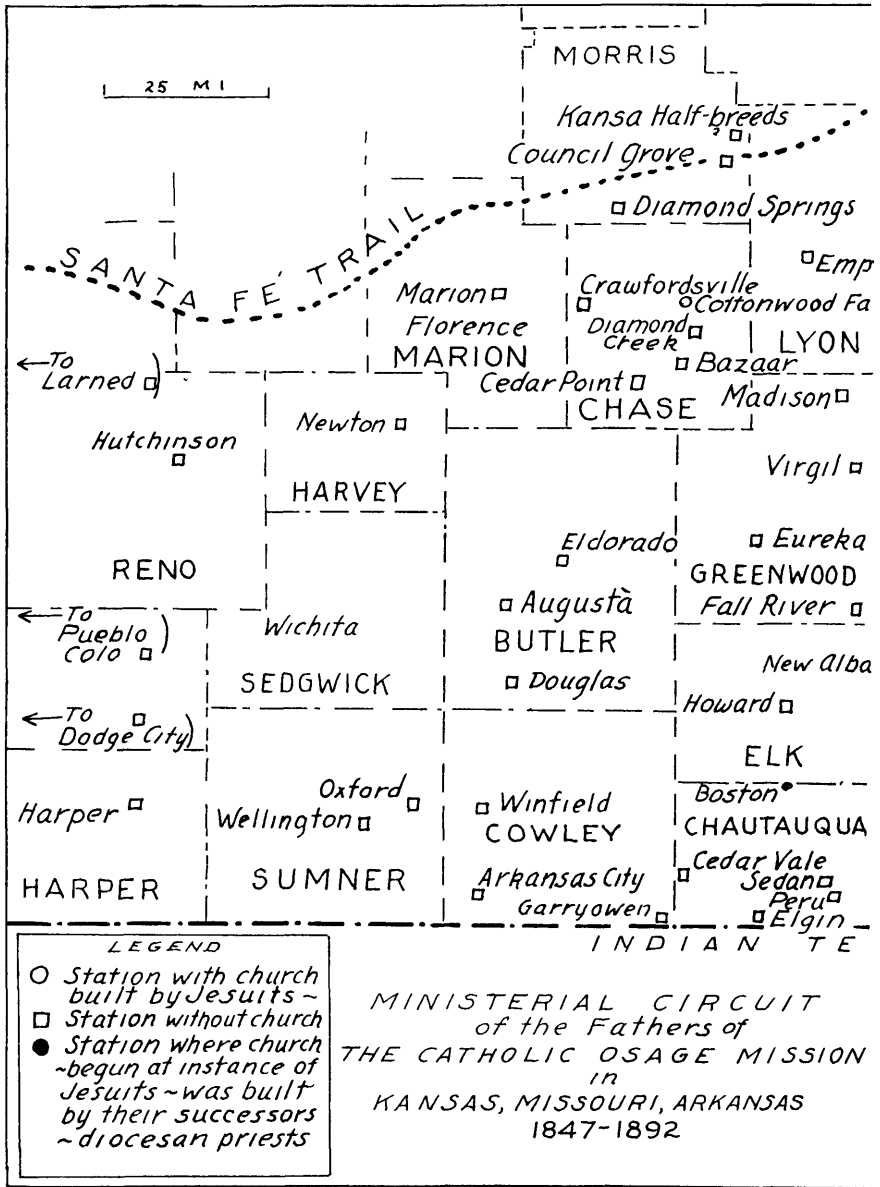 MORRIS
25 MI
Kansa Half-breeds
?
Council Grove
Diamond Springs
SANTA FÉ TRAIL
Emp
Marion
Crawfordsville
Cottonwood Fa
Florence
Diamond
Creek
LYON
MARION
Bazaar
To
Larned )
Cedar Point
CHASE
Madison
Newton
Hutchinson
Virgil
HARVEY
Eldorado
Eureka
RENO
GREENWOOD
Augustà
Fall River
To
Pueblo )
Colo
Wichita
BUTLER
New Alba
SEDGWICK
Douglas
Howard
To
Dodge City)
ELK
Boston
Harper
Oxford
Wellington
Winfield
COWLEY
CHAUTAUQUA
Cedar Vale
Sedan
HARPER
SUMNER
Arkansas City
Peru
Garryowen
Elgin
INDIAN TE
LEGEND
Station with church
built by Jesuits ~
Station without church
Station where church
~begun at instance of
Jesuits ~ was built
by their successors
~ diocesan priests
MINISTERIAL CIRCUIT
of the Fathers of
THE CATHOLIC OSAGE MISSION
in
KANSAS, MISSOURI, ARKANSAS
1847-1892